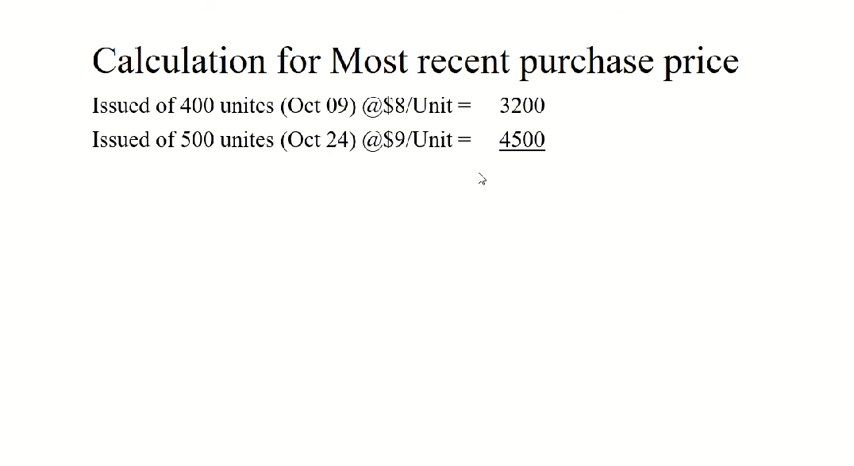 Calculation for Most recent purchase price
Issued of 400 unites (Oct 09) @$8/Unit = 3200
Issued of 500 unites (Oct 24) @$9/Unit = 4500